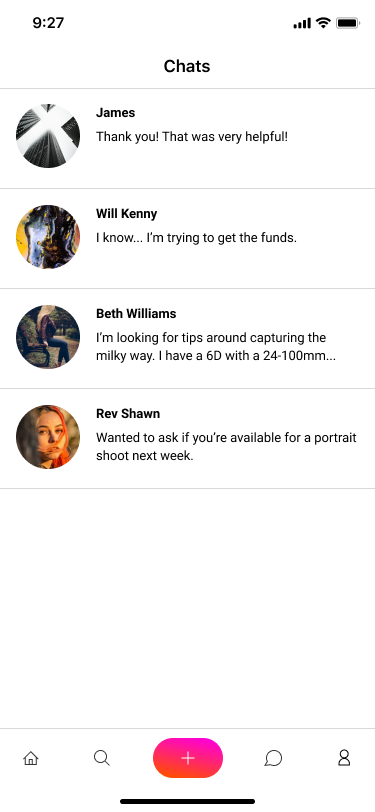 9:27
Chats
James
Thank you! That was very helpful!
Will Kenny
I know... I’m trying to get the funds.
Beth Williams
I’m looking for tips around capturing the
milky way. I have a 6D with a 24-100mm...
Rev Shawn
Wanted to ask if you’re available for a portrait
shoot next week.